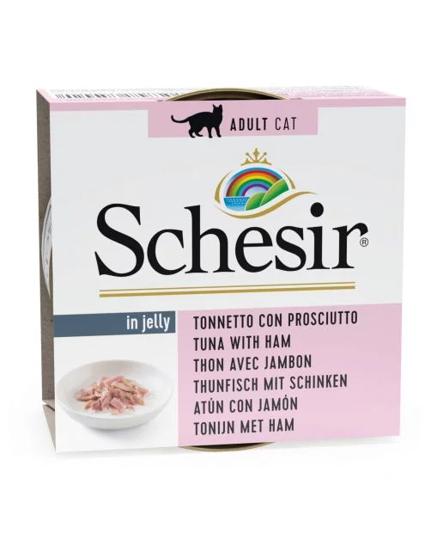 ADULT CAT
Schesir®
in jelly
TONNETTO CON PROSCIUTTO
TUNA WITH HAM
THON AVEC JAMBON
THUNFISCH MIT SCHINKEN
ATÚN CON JAMÓN
TONIJN MET HAM